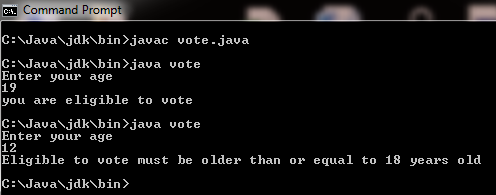 Command Prompt
C:\Java\jdk\bin>javac vote.java
C:\Java\jdk\bin>java vote
Enter your age
19
you are eligible to vote
C:\Java\jdk\bin>java vote
Enter your age
12
Eligible to vote must be older than or equal to 18 years old
C:\Java\jdk\bin>